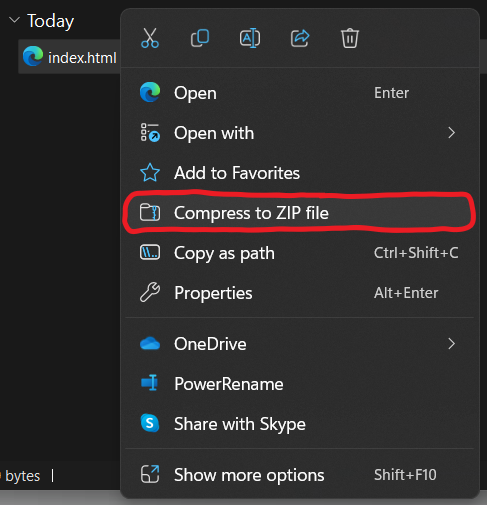 Today
index.html
Open Enter
Open with
Add to Favorites
Compress to ZIP file
Copy as path Ctrl+Shift+C
Properties Alt+Enter
OneDrive
PowerRename
Share with Skype
bytes
Show more options Shift+F10